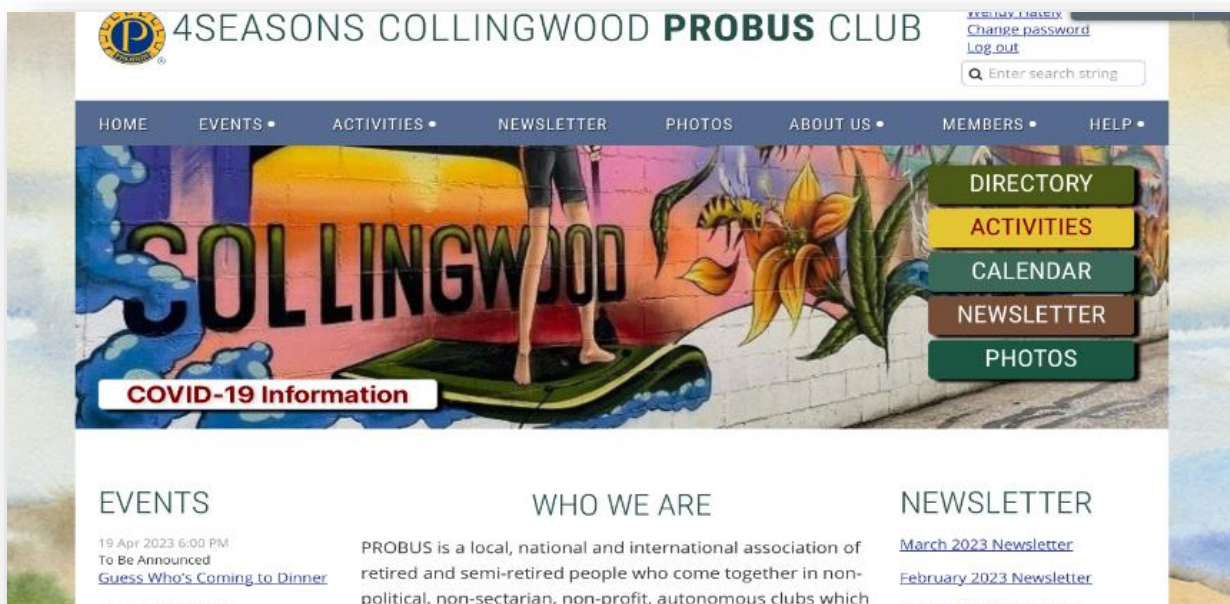 4SEASONS COLLINGWOOD PROBUS CLUB
Change password
Log out
Enter search string
HOME EVENTS • ACTIVITIES • NEWSLETTER PHOTOS ABOUT US • MEMBERS • HELP •
COLLINGWOOD
DIRECTORY
ACTIVITIES
CALENDAR
NEWSLETTER
PHOTOS
COVID-19 Information
EVENTS
19 Apr 2023 6:00 PM
To Be Announced
Guess Who's Coming to Dinner
WHO WE ARE
PROBUS is a local, national and international association of
retired and semi-retired people who come together in non-
political, non-sectarian, non-profit, autonomous clubs which
NEWSLETTER
March 2023 Newsletter
February 2023 Newsletter